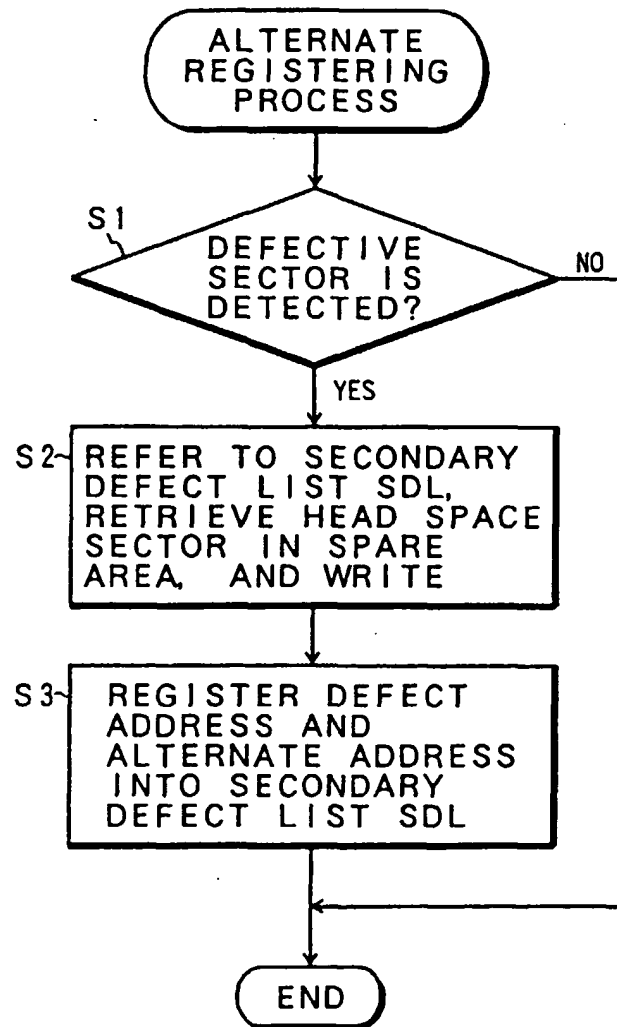 ALTERNATE
REGISTERING
PROCESS
S1
DEFECTIVE
SECTOR IS
DETECTED?
NO
YES
S2
REFER TO SECONDARY
DEFECT LIST SDL,
RETRIEVE HEAD SPACE
SECTOR IN SPARE
AREA, AND WRITE
S3
REGISTER DEFECT
ADDRESS AND
ALTERNATE ADDRESS
INTO SECONDARY
DEFECT LIST SDL
END